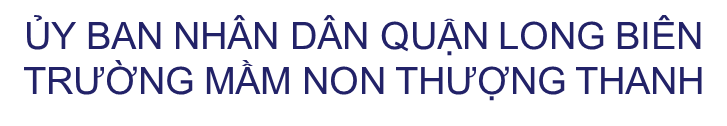 ỦY BAN NHÂN DÂN QUẬN LONG BIÊN
TRƯỜNG MẦM NON THƯỢNG THANH